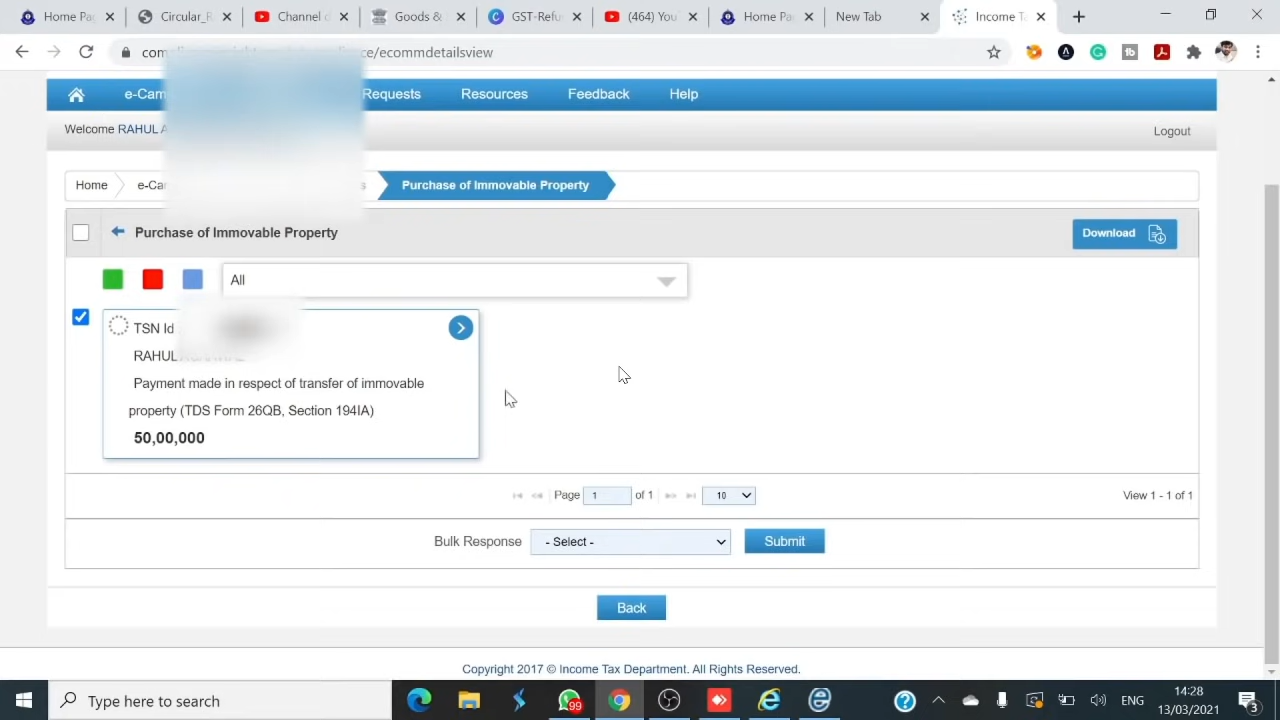 Home Pa
Circular_R
Channel d
Goods &
GST-Refu
(464) You
Home Pa
New Tab
Income Ta
/ecommdetailsview
e-Cam
Requests
Resources
Feedback
Help
Welcome RAHUL A
Logout
Home
e-Ca
s
Purchase of Immovable Property
Purchase of Immovable Property
Download
All
TSN Id
RAHUL
Payment made in respect of transfer of immovable
property (TDS Form 26QB, Section 194IA)
50,00,000
Page 1 of 1
10
View 1 - 1 of 1
Bulk Response
- Select -
Submit
Back
Copyright 2017 © Income Tax Department. All Rights Reserved.
Type here to search
99
ENG
14:28
13/03/2021
3